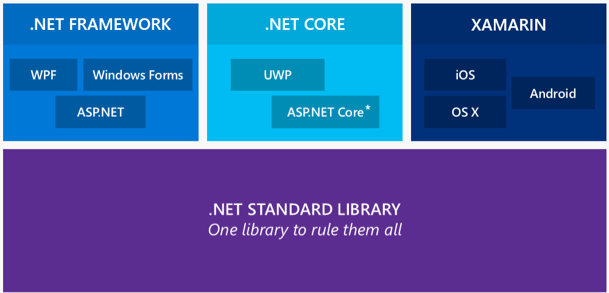 .NET FRAMEWORK
WPF
Windows Forms
ASP.NET
.NET CORE
UWP
ASP.NET Core*
XAMARIN
iOS
Android
OS X
.NET STANDARD LIBRARY
One library to rule them all